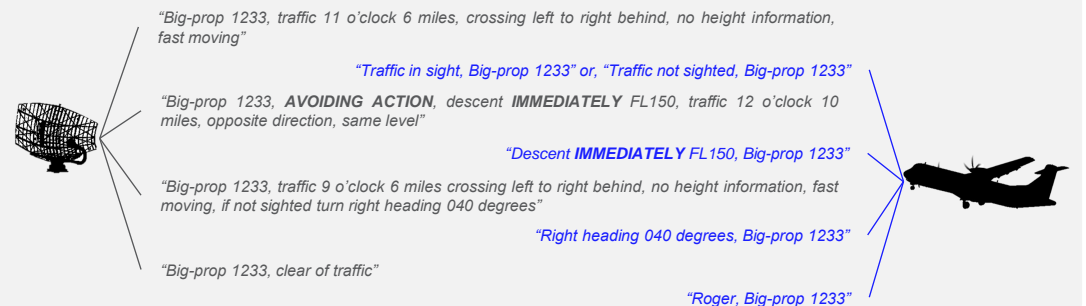 “Big-prop 1233, traffic 11 o’clock 6 miles, crossing left to right behind, no height information,
fast moving”
“Traffic in sight, Big-prop 1233” or, “Traffic not sighted, Big-prop 1233”
“Big-prop 1233, AVOIDING ACTION, descent IMMEDIATELY FL150, traffic 12 o’clock 10
miles, opposite direction, same level”
“Descent IMMEDIATELY FL150, Big-prop 1233”
“Big-prop 1233, traffic 9 o’clock 6 miles crossing left to right behind, no height information, fast
moving, if not sighted turn right heading 040 degrees”
“Right heading 040 degrees, Big-prop 1233”
“Big-prop 1233, clear of traffic”
“Roger, Big-prop 1233”